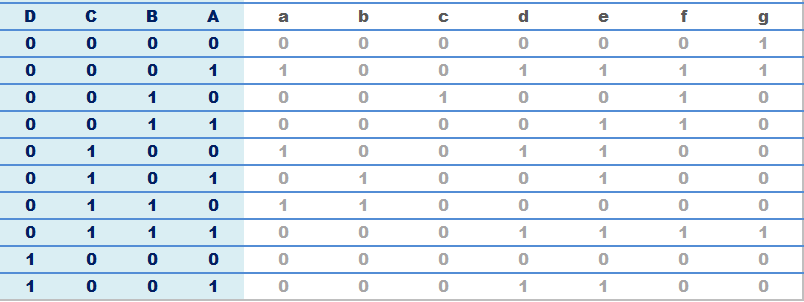 D C B A a b c d e f g
0 0 0 0 0 0 0 0 0 0 1
0 0 0 1 1 0 0 1 1 1 1
0 0 1 0 0 0 1 0 0 1 0
0 0 1 1 0 0 0 0 1 1 0
0 1 0 0 1 0 0 1 1 0 0
0 1 0 1 0 1 0 0 1 0 0
0 1 1 0 1 1 0 0 0 0 0
0 1 1 1 0 0 0 1 1 1 1
1 0 0 0 0 0 0 0 0 0 0
1 0 0 1 0 0 0 1 1 0 0